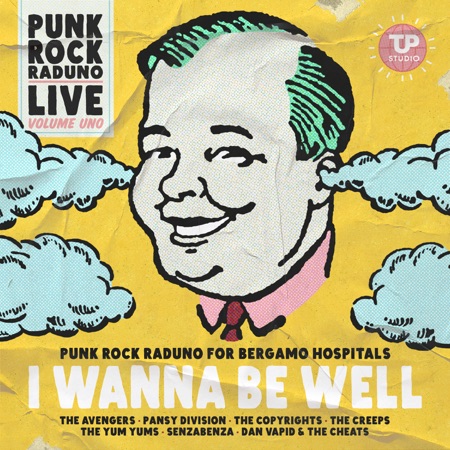 PUNK
ROCK
RADUNO
LIVE
VOLUME UNO
TUP
STUDIO
PUNK ROCK RADUNO FOR BERGAMO HOSPITALS
I WANNA BE WELL
THE AVENGERS · PANSY DIVISION · THE COPYRIGHTS · THE CREEPS
THE YUM YUMS · SENZABENZA · DAN VAPID & THE CHEATS